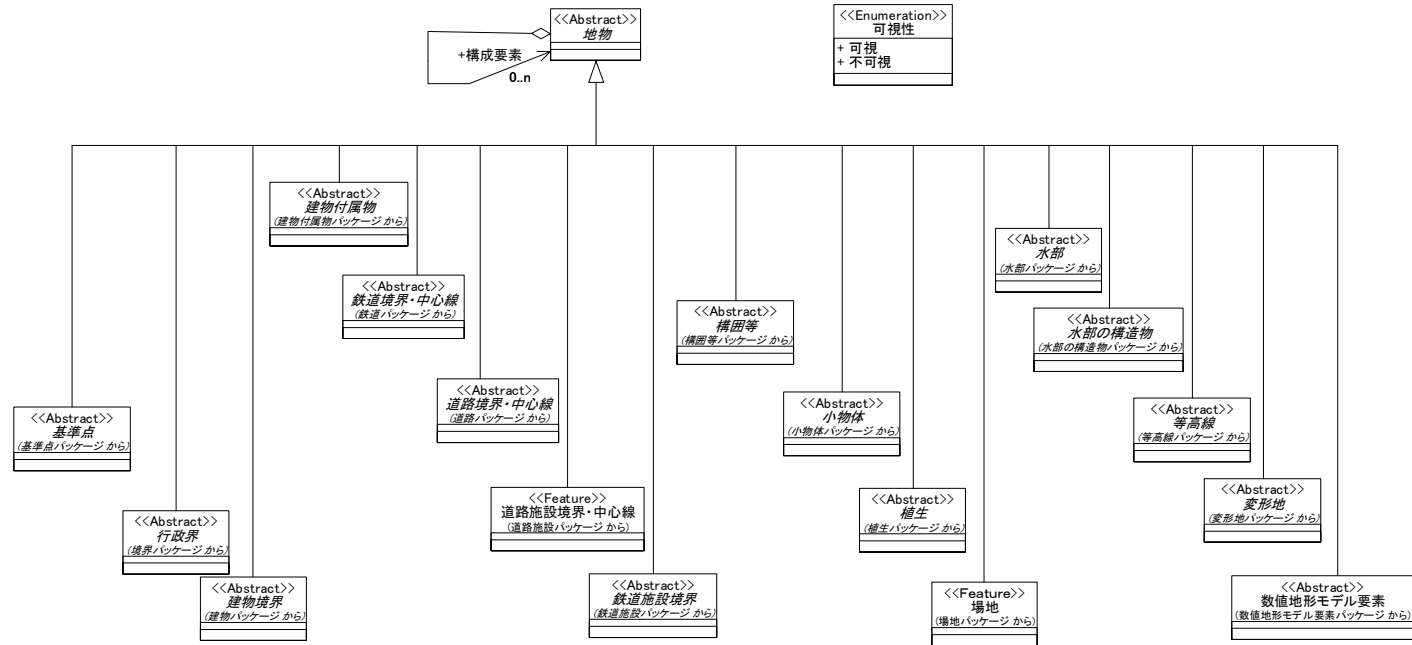 <<Abstract>>
地物
+構成要素
0..n
<<Enumeration>>
可視性
+ 可視
+ 不可視
<<Abstract>>
建物付属物
(建物付属物パッケージ から)
<<Abstract>>
水部
(水部パッケージ から)
<<Abstract>>
鉄道境界・中心線
(鉄道パッケージ から)
<<Abstract>>
構囲等
(構囲等パッケージ から)
<<Abstract>>
水部の構造物
(水部の構造物パッケージ から)
<<Abstract>>
道路境界・中心線
(道路パッケージ から)
<<Abstract>>
小物体
(小物体パッケージ から)
<<Abstract>>
等高線
(等高線パッケージ から)
<<Abstract>>
基準点
(基準点パッケージ から)
<<Feature>>
道路施設境界・中心線
(道路施設パッケージ から)
<<Abstract>>
植生
(植生パッケージ から)
<<Abstract>>
変形地
(変形地パッケージ から)
<<Abstract>>
行政界
(境界パッケージ から)
<<Abstract>>
建物境界
(建物パッケージ から)
<<Abstract>>
鉄道施設境界
(鉄道施設パッケージ から)
<<Feature>>
場地
(場地パッケージ から)
<<Abstract>>
数値地形モデル要素
(数値地形モデル要素パッケージ から)